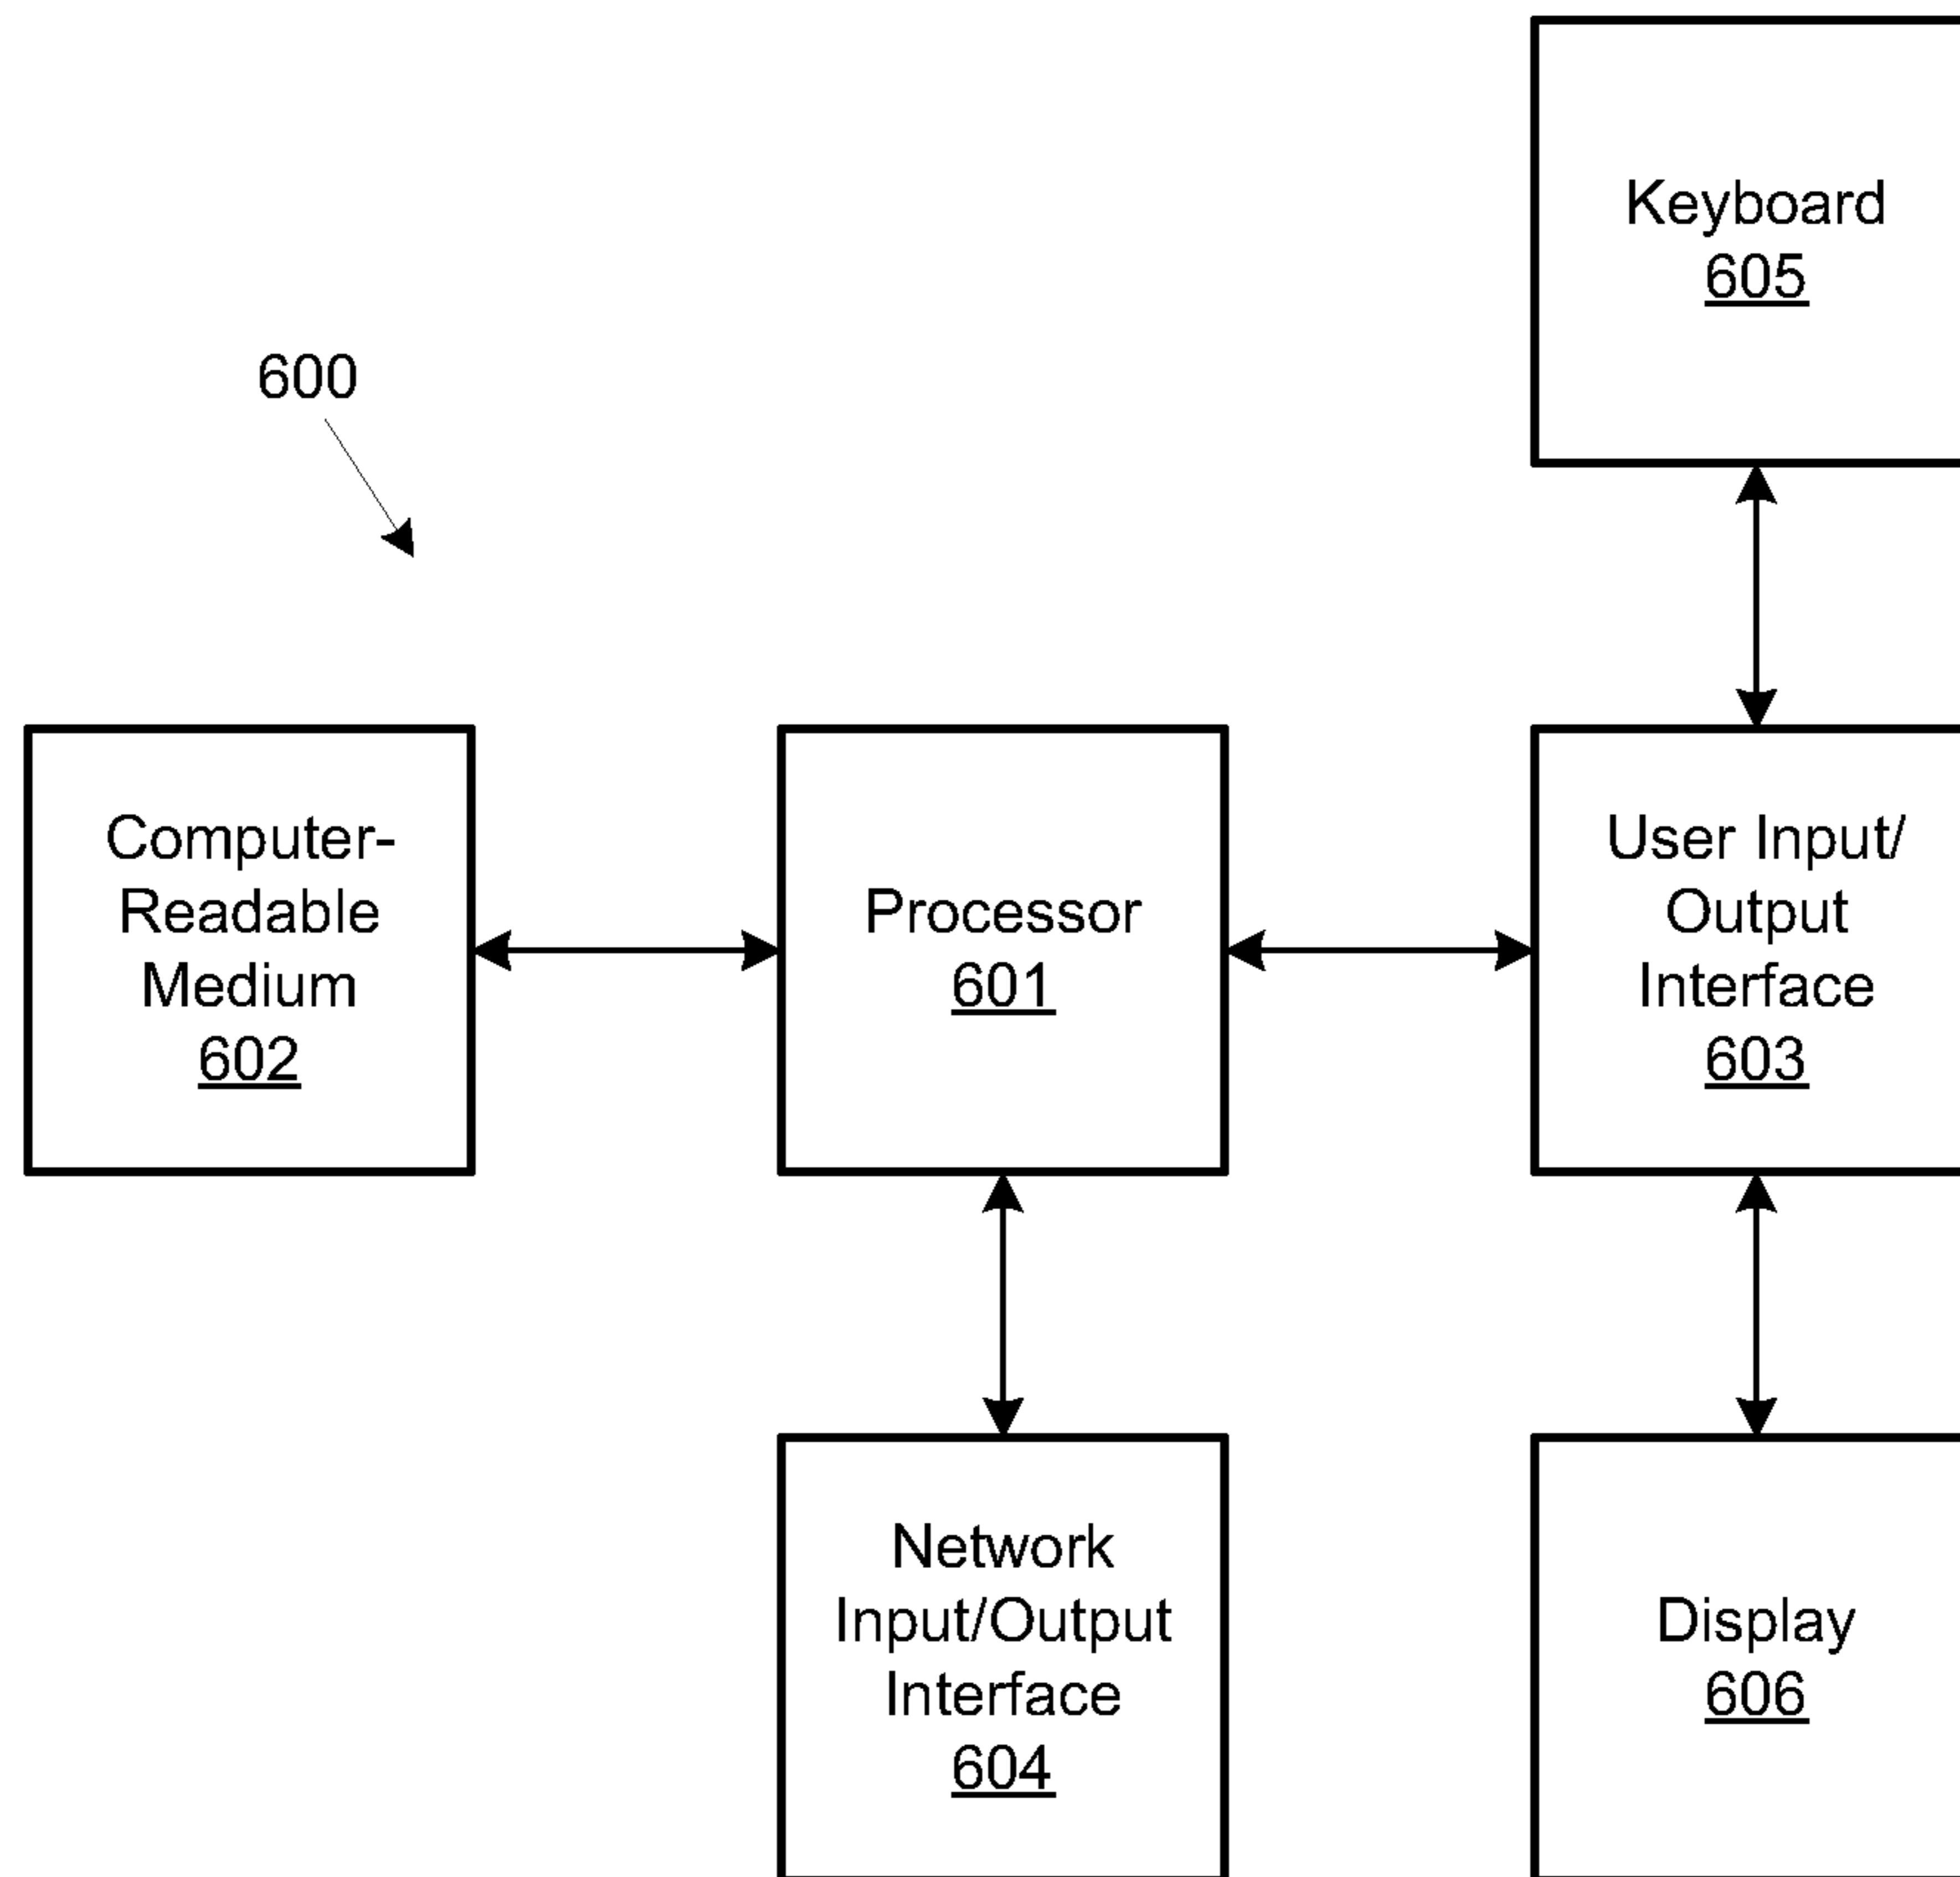 Keyboard
605
600
Computer-
Readable
Medium
602
Processor
601
User Input/
Output
Interface
603
Network
Input/Output
Interface
604
Display
606